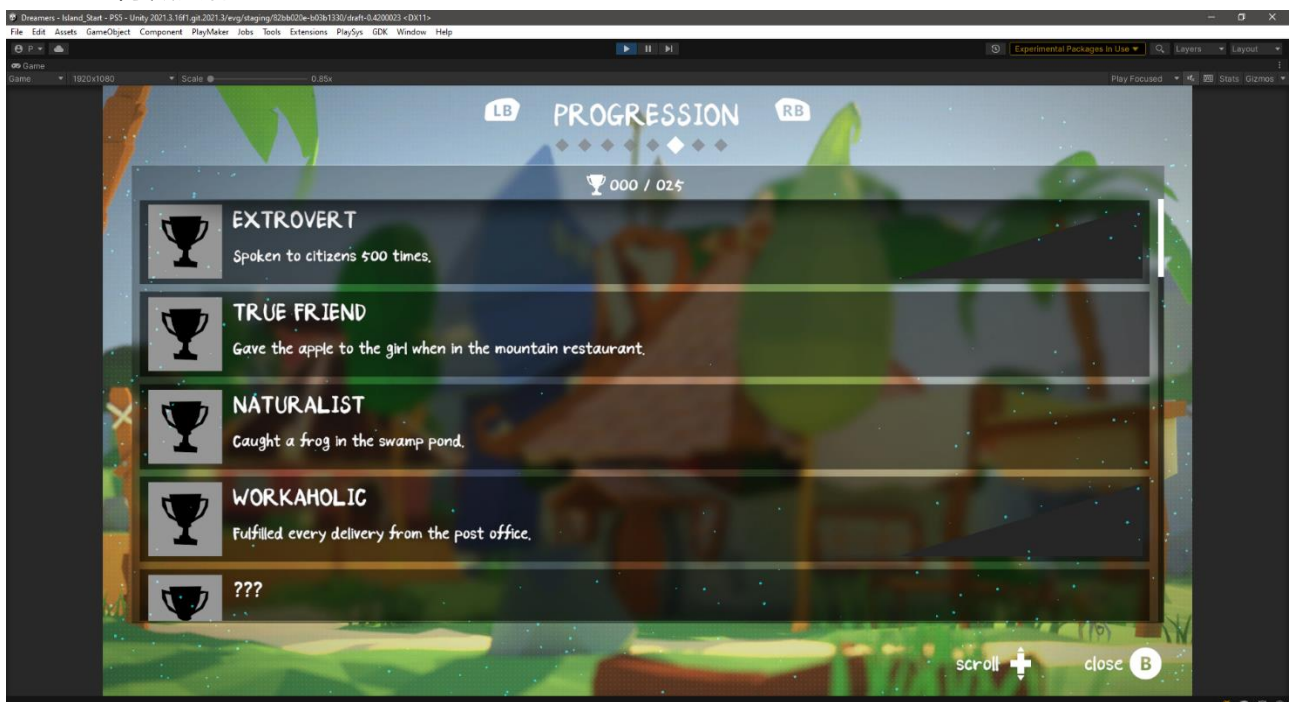 Dreamers - Island_Start - PS5 - Unity 2021.3.16f1.git.2021.3/evg/staging/82bb020e-b03b1330/draft-0.4200023 <DX11>
File Edit Assets GameObject Component PlayMaker Jobs Tools Extensions PlaySys GDK Window Help
P Experimental Packages In Use Layers Layout
Game
Game 1920x1080 Scale 0.85x Play Focused Stats Gizmos
LB PROGRESSION RB
000 / 025
EXTROVERT
Spoken to citizens 500 times.
TRUE FRIEND
Gave the apple to the girl when in the mountain restaurant.
NATURALIST
Caught a frog in the swamp pond.
WORKAHOLIC
Fulfilled every delivery from the post office.
???
scroll close B